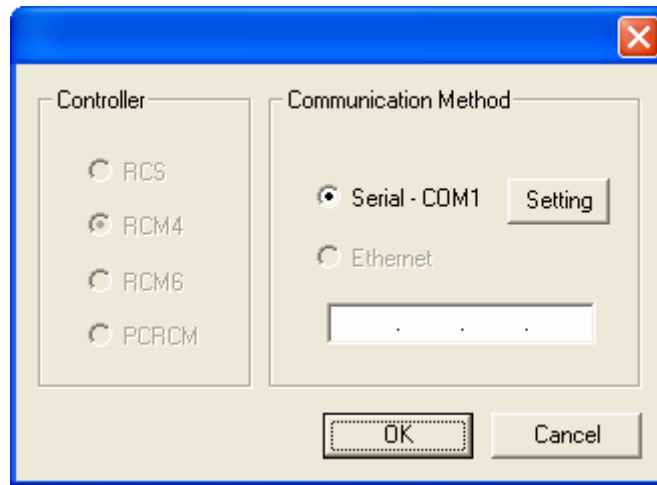 Controller
RCS
RCM4
RCM6
PCRCM
Communication Method
Serial - COM1
Setting
Ethernet
. . .
OK
Cancel